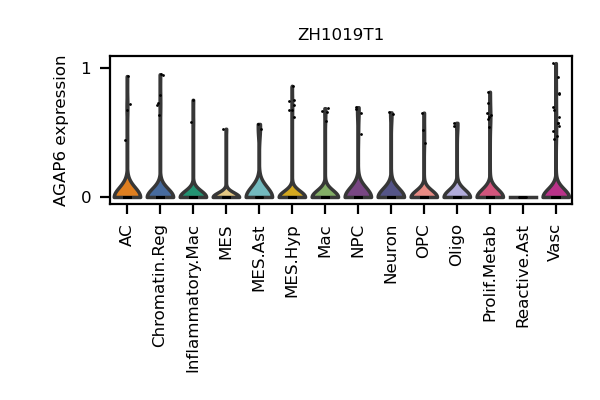 ZH1019T1
AGAP6 expression
1
0
AC
Chromatin.Reg
Inflammatory.Mac
MES
MES.Ast
MES.Hyp
Mac
NPC
Neuron
OPC
Oligo
Prolif.Metab
Reactive.Ast
Vasc